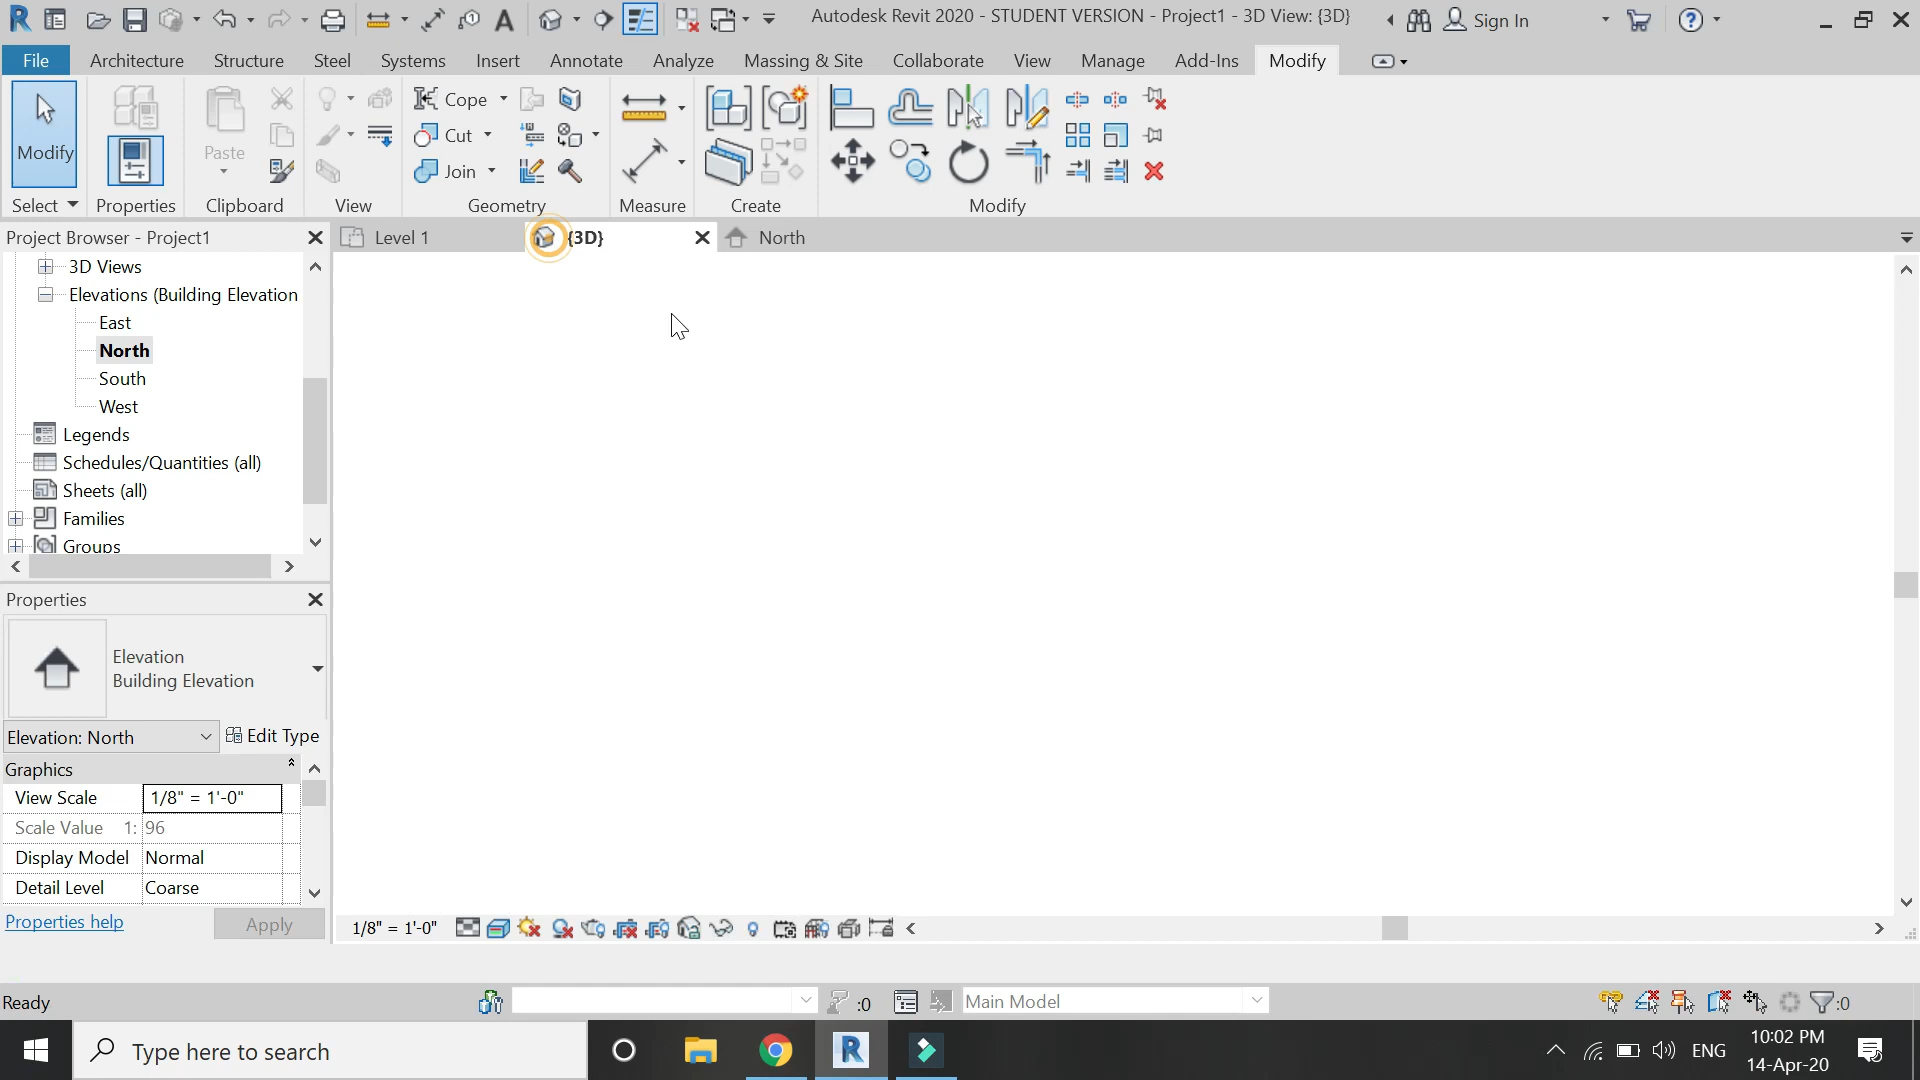 Autodesk Revit 2020 - STUDENT VERSION - Project1 - 3D View: {3D}
Sign In
File Architecture Structure Steel Systems Insert Annotate Analyze Massing & Site Collaborate View Manage Add-Ins Modify
Modify
Paste
Cope
Cut
Join
Select Properties Clipboard View Geometry Measure Create Modify
Project Browser - Project1
Level 1
{3D}
North
3D Views
Elevations (Building Elevation
East
North
South
West
Legends
Schedules/Quantities (all)
Sheets (all)
Families
Groups
Properties
Elevation
Building Elevation
Elevation: North
Edit Type
Graphics
View Scale 1/8" = 1'-0"
Scale Value 1: 96
Display Model Normal
Detail Level Coarse
Properties help
Apply
1/8" = 1'-0"
Ready
:0
Main Model
:0
Type here to search
ENG
10:02 PM
14-Apr-20